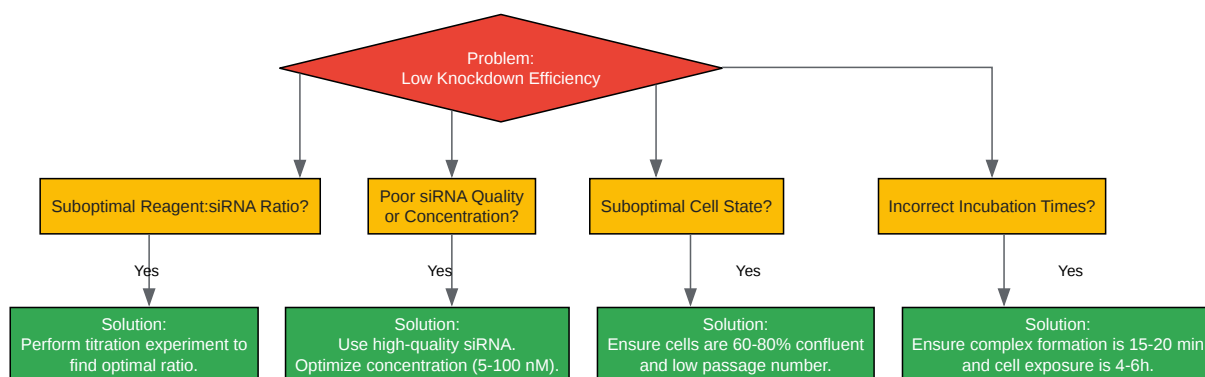 Problem:
Low Knockdown Efficiency
Suboptimal Reagent:siRNA Ratio?
Poor siRNA Quality
or Concentration?
Suboptimal Cell State?
Incorrect Incubation Times?
Yes
Yes
Yes
Yes
Solution:
Perform titration experiment to
find optimal ratio.
Solution:
Use high-quality siRNA.
Optimize concentration (5-100 nM).
Solution:
Ensure cells are 60-80% confluent
and low passage number.
Solution:
Ensure complex formation is 15-20 min
and cell exposure is 4-6h.